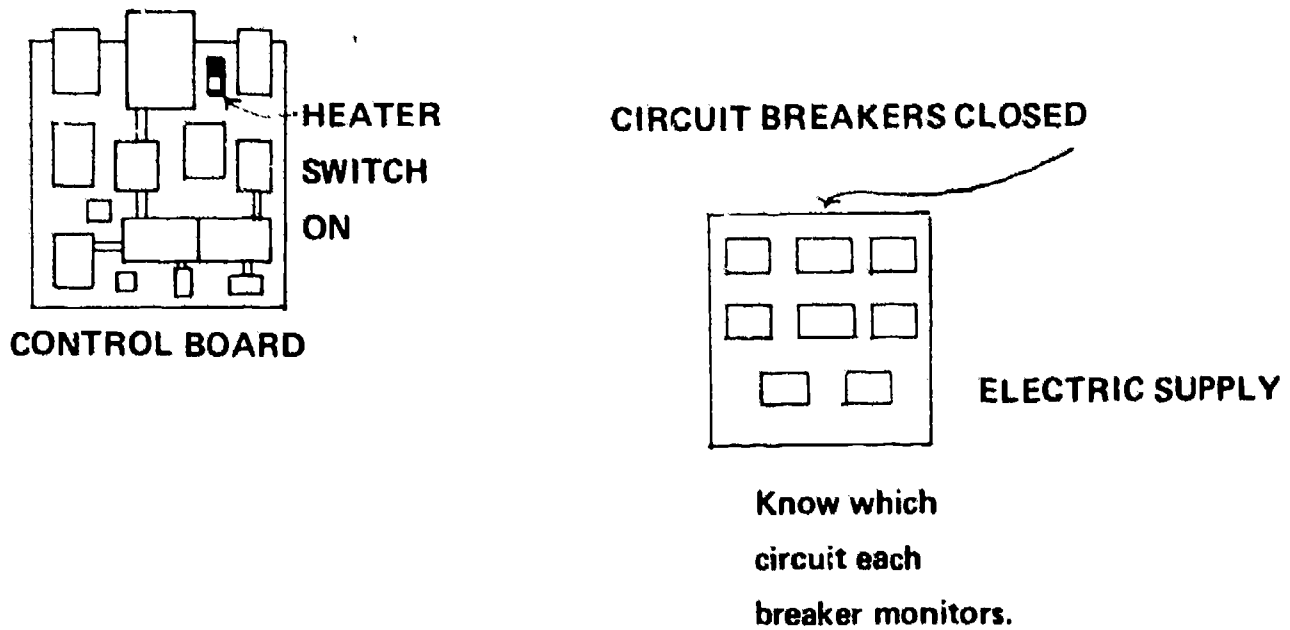 HEATER
SWITCH
ON
CONTROL BOARD
CIRCUIT BREAKERS CLOSED
ELECTRIC SUPPLY
Know which
circuit each
breaker monitors.